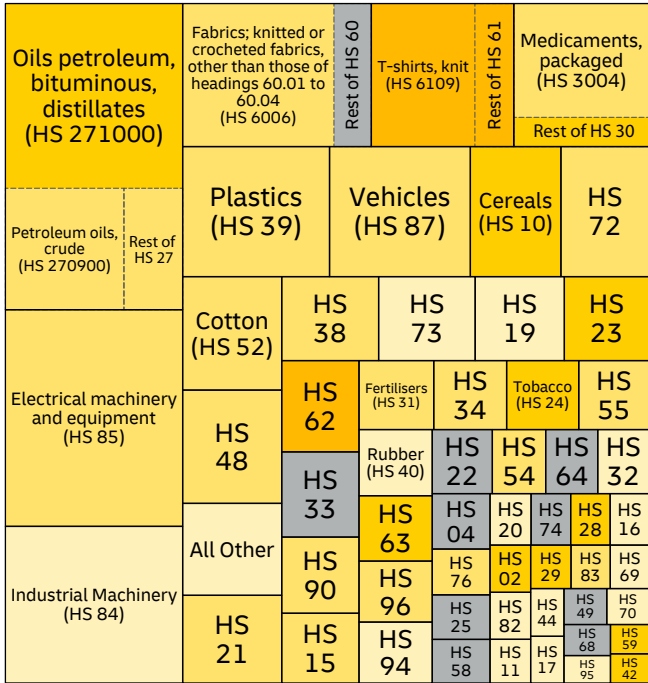 Oils petroleum,
bituminous,
distillates
(HS 271000)
Petroleum oils,
crude
(HS 270900)
Rest of
HS 27
Electrical machinery
and equipment
(HS 85)
Industrial Machinery
(HS 84)
Fabrics; knitted or
crocheted fabrics,
other than those of
headings 60.01 to
60.04
(HS 6006)
Rest of HS 60
T-shirts, knit
(HS 6109)
Rest of HS 61
Medicaments,
packaged
(HS 3004)
Rest of HS 30
Plastics
(HS 39)
Vehicles
(HS 87)
Cereals
(HS 10)
HS
72
Cotton
(HS 52)
HS
48
All Other
HS
21
HS
38
HS
73
HS
19
HS
23
HS
62
HS
33
HS
90
HS
15
Fertilisers
(HS 31)
HS
34
Tobacco
(HS 24)
HS
55
Rubber
(HS 40)
HS
22
HS
54
HS
64
HS
32
HS
63
HS
96
HS
94
HS
04
HS
20
HS
74
HS
28
HS
16
HS
76
HS
02
HS
29
HS
83
HS
69
HS
25
HS
82
HS
44
HS
49
HS
70
HS
58
HS
11
HS
17
HS
68
HS
59
HS
95
HS
42